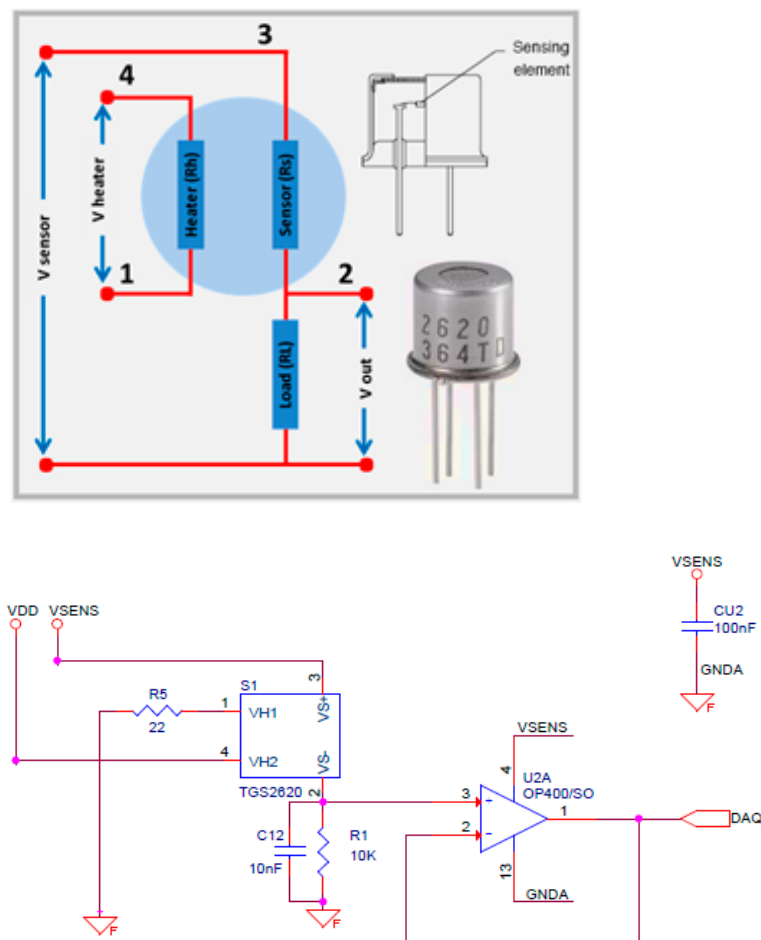 3
Sensing
element
4
V sensor
V heater
Heater (Rh)
Sensor (Rs)
1
2
Load (RL)
V out
2620
364T D
VSENS
CU2
100nF
GNDA
F
VDD VSENS
S1
3
R5
1
VH1
VS+
22
VSENS
4
VH2
VS-
4
U2A
OP400/SO
TGS2620
2
3
+
1
DAQ
C12
R1
2
-
10nF
10K
13
GNDA
F
F